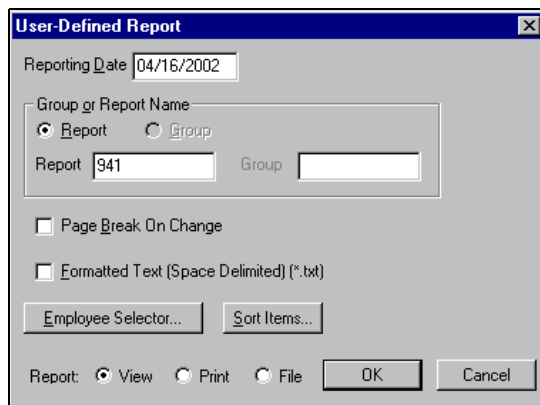 User-Defined Report
Reporting Date 04/16/2002
Group or Report Name
Report Group
Report 941 Group
Page Break On Change
Formatted Text (Space Delimited) (*.txt)
Employee Selector... Sort Items...
Report: View Print File OK Cancel